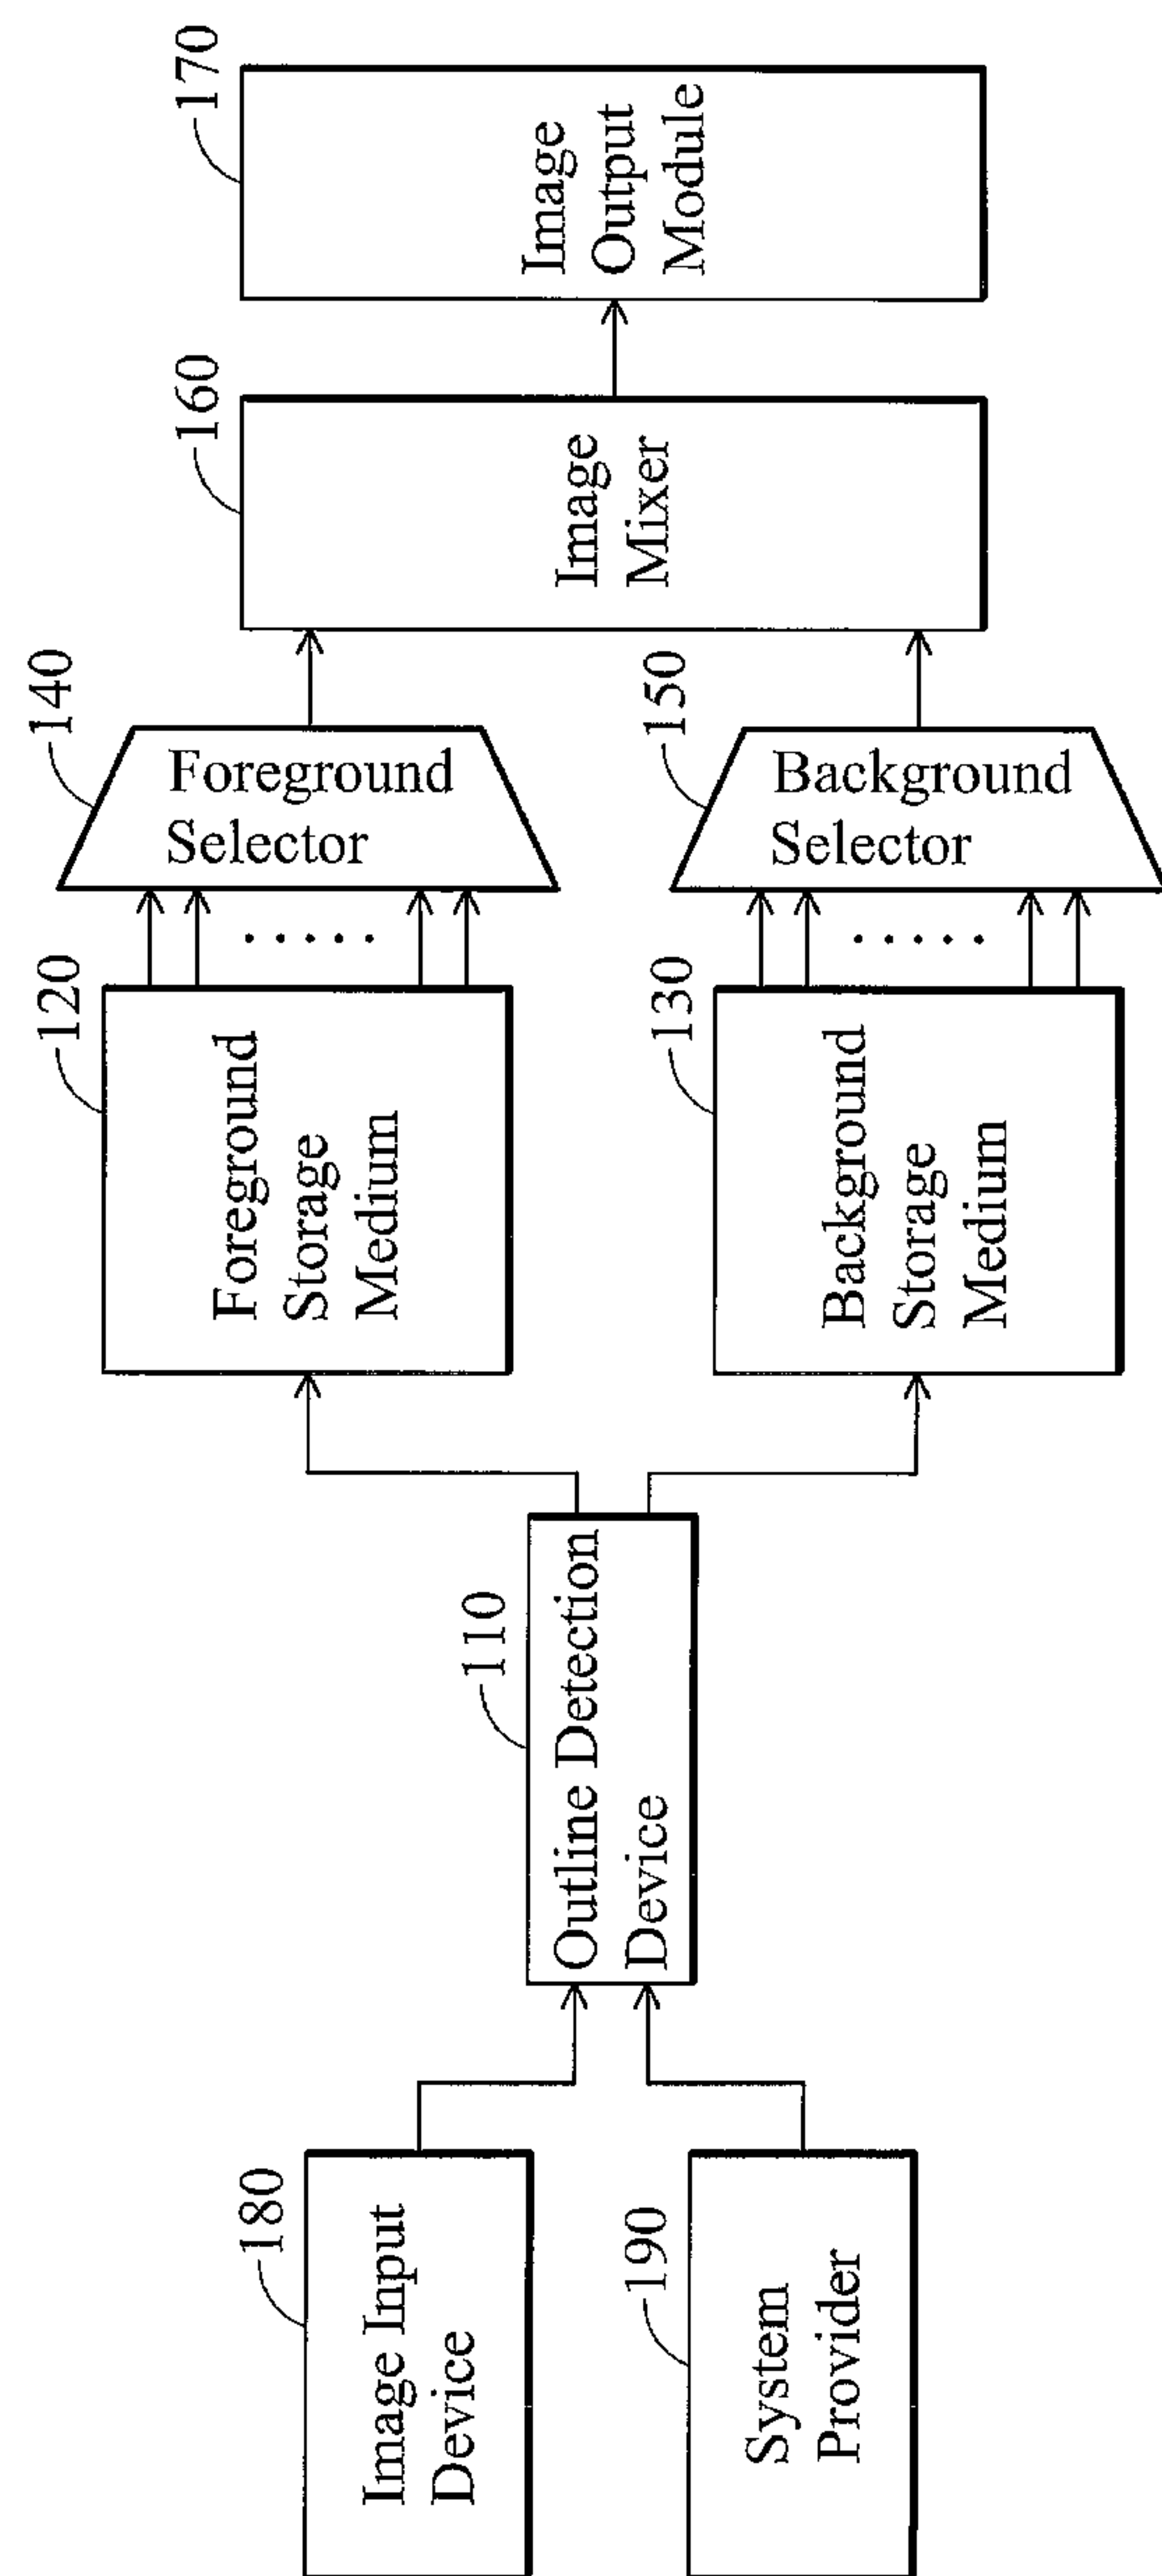 180
Image Input
Device
190
System
Provider
110
Outline Detection
Device
120
Foreground
Storage
Medium
130
Background
Storage
Medium
140
Foreground
Selector
150
Background
Selector
160
Image
Mixer
170
Image
Output
Module